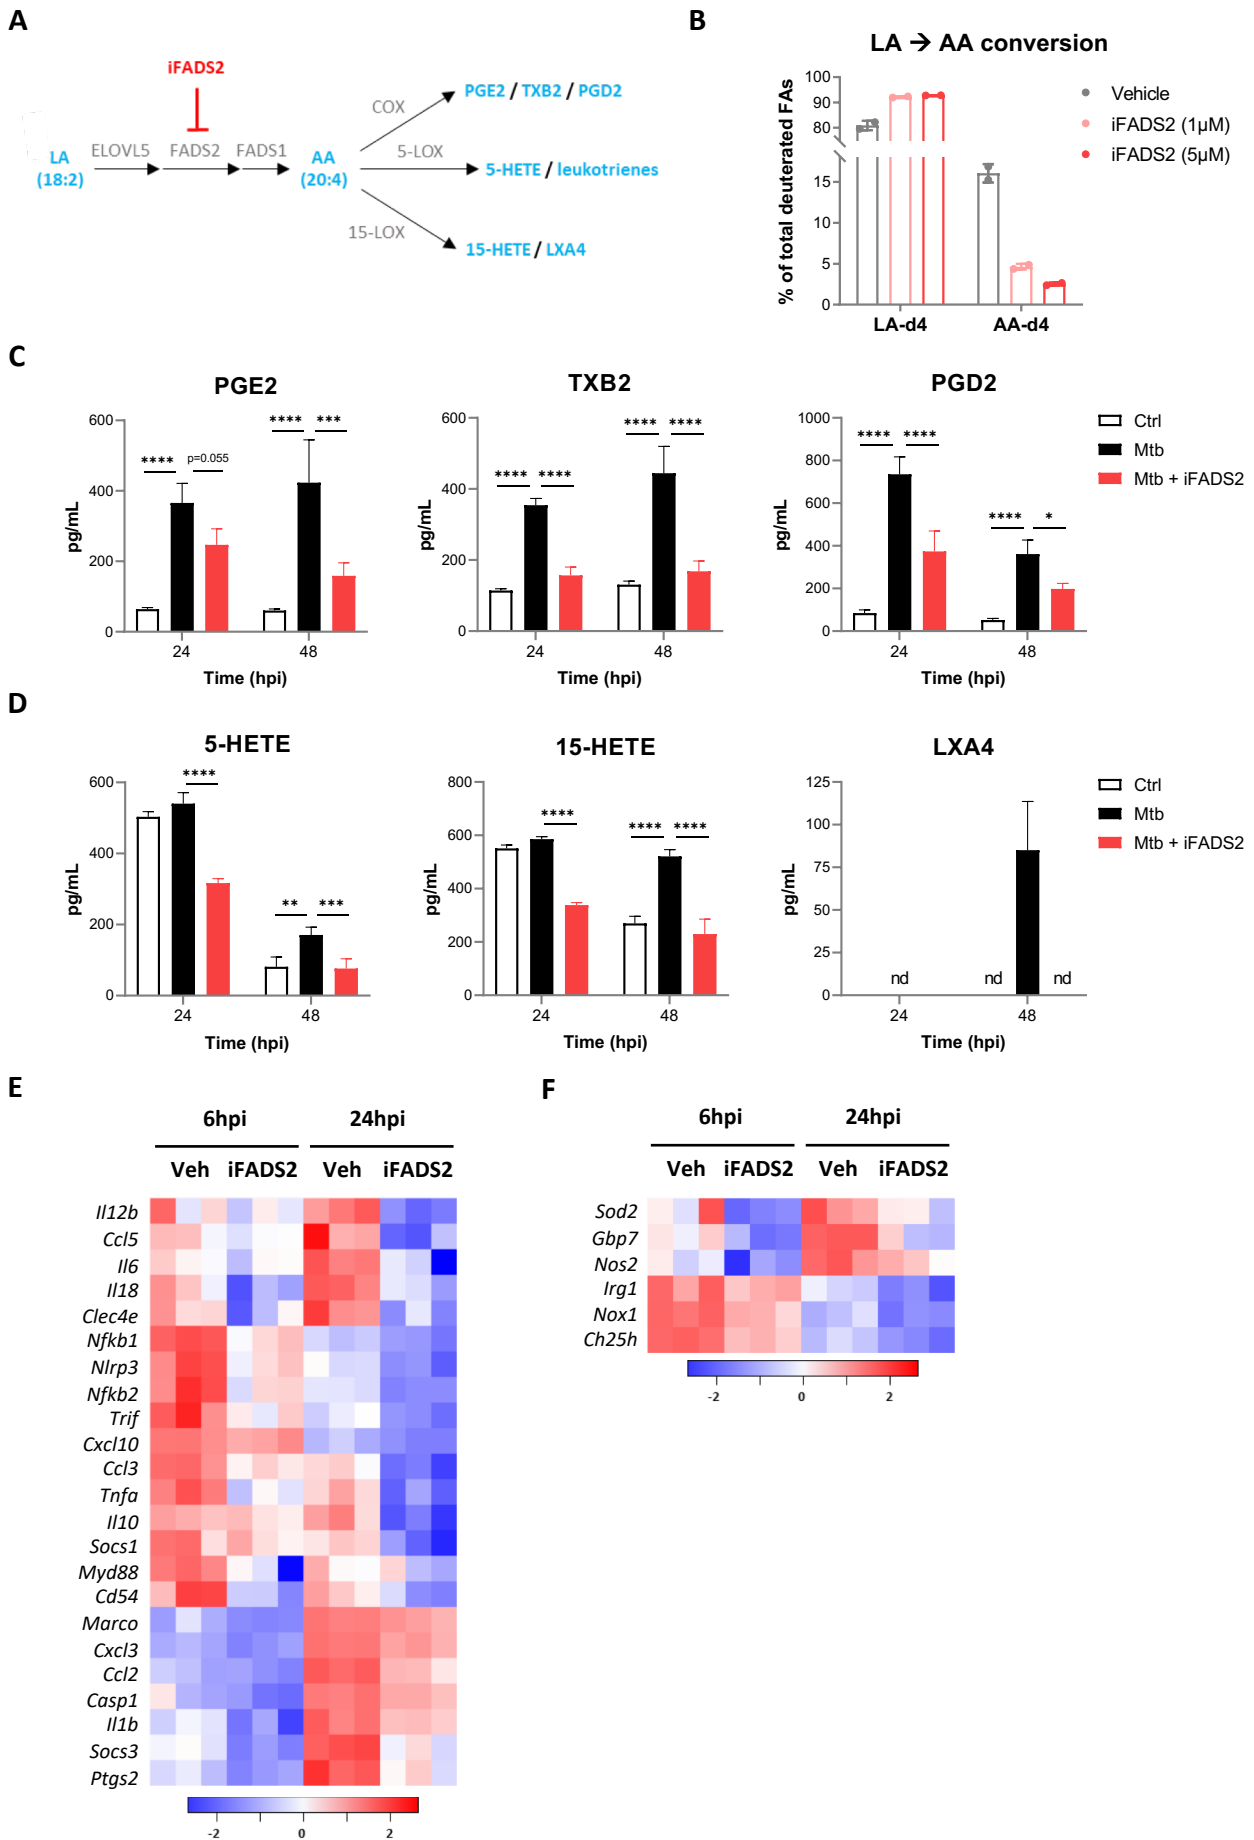 A
iFADS2
LA
(18:2)
ELOVL5
FADS2
FADS1
AA
(20:4)
COX
5-LOX
15-LOX
PGE2 / TXB2 / PGD2
5-HETE / leukotrienes
15-HETE / LXA4
B
LA → AA conversion
% of total deuterated FAs
100
90
80
15
10
5
0
LA-d4 AA-d4
Vehicle
iFADS2 (1µM)
iFADS2 (5µM)
C
PGE2
pg/mL
600
400
200
0
**** p=0.055 **** ***
24 48
Time (hpi)
TXB2
pg/mL
600
400
200
0
**** **** **** ****
24 48
Time (hpi)
PGD2
pg/mL
1000
800
600
400
200
0
**** **** **** *
24 48
Time (hpi)
Ctrl
Mtb
Mtb + iFADS2
D
5-HETE
pg/mL
600
400
200
0
**** ** ***
24 48
Time (hpi)
15-HETE
pg/mL
800
600
400
200
0
**** **** ****
24 48
Time (hpi)
LXA4
pg/mL
125
100
75
50
25
0
nd nd nd
24 48
Time (hpi)
Ctrl
Mtb
Mtb + iFADS2
E
6hpi 24hpi
Veh iFADS2 Veh iFADS2
Il12b
Ccl5
Il6
Il18
Clec4e
Nfkb1
Nlrp3
Nfkb2
Trif
Cxcl10
Ccl3
Tnfa
Il10
Socs1
Myd88
Cd54
Marco
Cxcl3
Ccl2
Casp1
Il1b
Socs3
Ptgs2
-2 0 2
F
6hpi 24hpi
Veh iFADS2 Veh iFADS2
Sod2
Gbp7
Nos2
Irg1
Nox1
Ch25h
-2 0 2